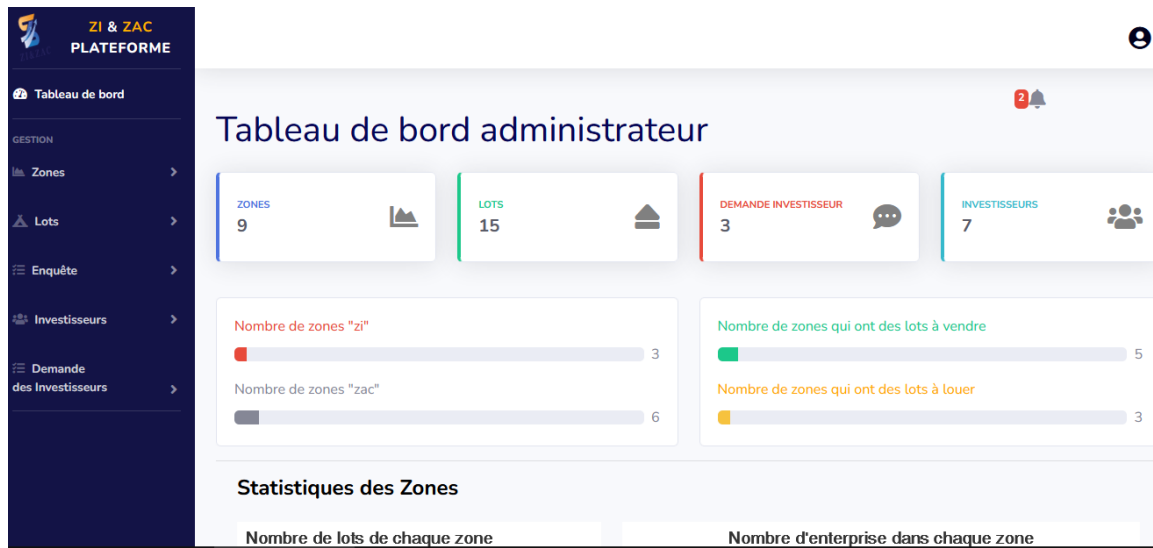 ZI & ZAC
PLATEFORME
Tableau de bord
GESTION
Zones
Lots
Enquête
Investisseurs
Demande
des Investisseurs
2
Tableau de bord administrateur
ZONES
9
LOTS
15
DEMANDE INVESTISSEUR
3
INVESTISSEURS
7
Nombre de zones "zi"
3
Nombre de zones "zac"
6
Nombre de zones qui ont des lots à vendre
5
Nombre de zones qui ont des lots à louer
3
Statistiques des Zones
Nombre de lots de chaque zone
Nombre d'enterprise dans chaque zone